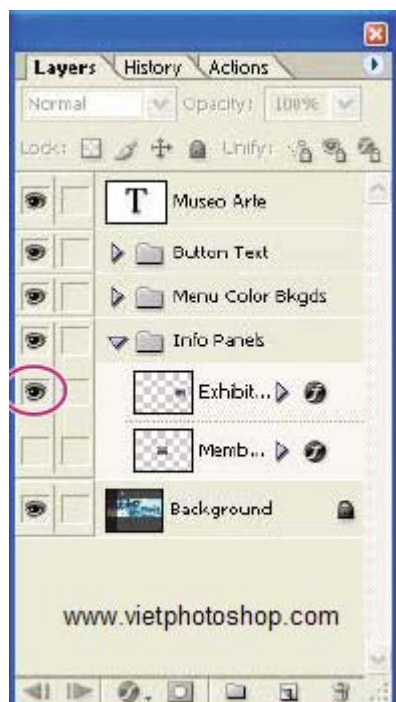 Layers History Actions
Normal Opacity: 100%
Lock: Unify:
T Museo Arte
Button Text
Menu Color Bkgds
Info Panels
Exhibit...
Memb...
Background
www.vietphotoshop.com